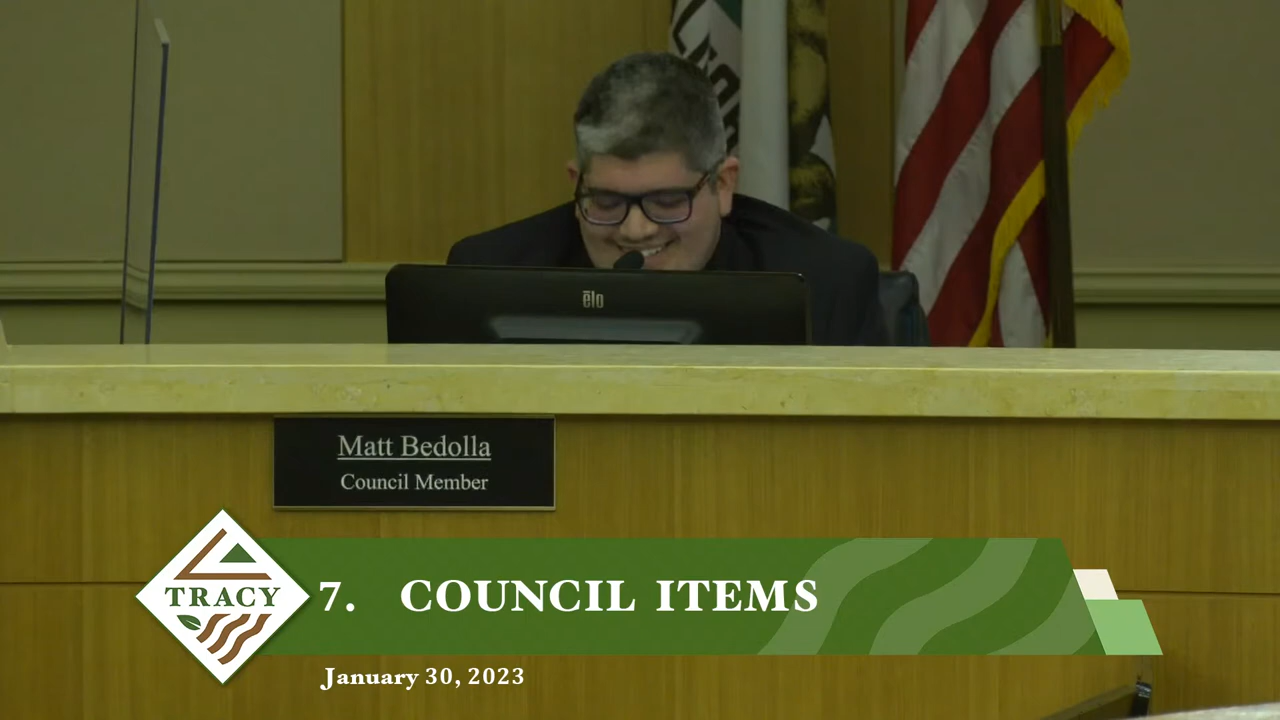 ēlo
Matt Bedolla
Council Member
TRACY
7. COUNCIL ITEMS
January 30, 2023